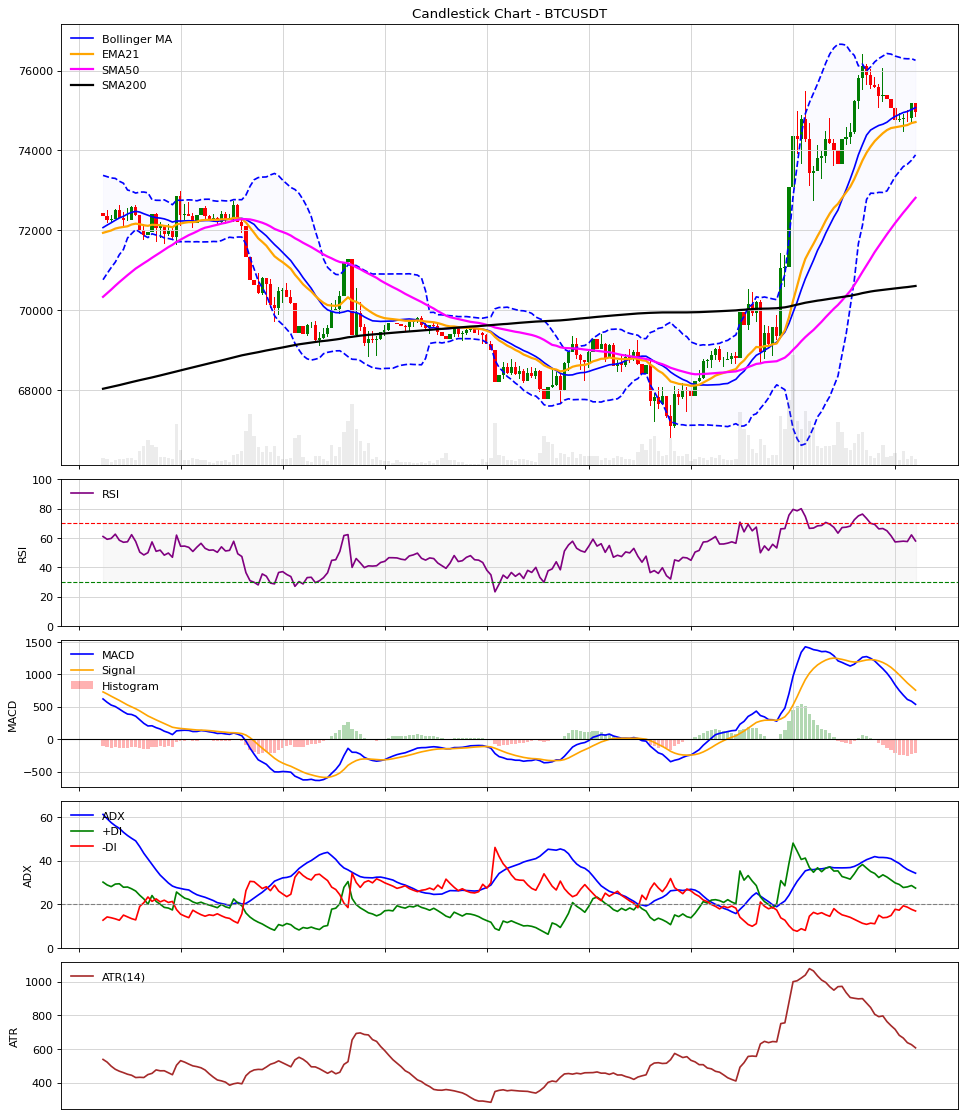 Candlestick Chart - BTCUSDT
Bollinger MA
EMA21
SMA50
SMA200
76000
74000
72000
70000
68000
RSI
100
80
60
40
20
0
RSI
MACD
Signal
Histogram
1500
1000
500
0
−500
MACD
ADX
+DI
-DI
60
40
20
0
ADX
ATR(14)
1000
800
600
400
ATR